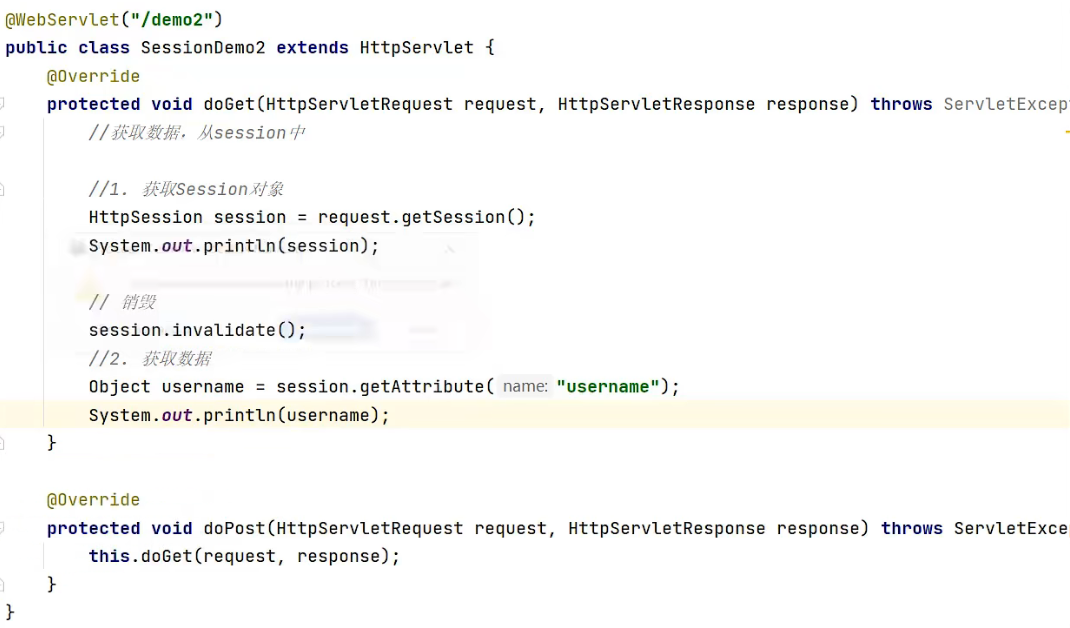 @WebServlet("/demo2")
public class SessionDemo2 extends HttpServlet {
@Override
protected void doGet(HttpServletRequest request, HttpServletResponse response) throws ServletExcep
//获取数据，从session中
//1. 获取Session对象
HttpSession session = request.getSession();
System.out.println(session);
// 销毁
session.invalidate();
//2. 获取数据
Object username = session.getAttribute( name: "username");
System.out.println(username);
}
@Override
protected void doPost(HttpServletRequest request, HttpServletResponse response) throws ServletExce
this.doGet(request, response);
}
}